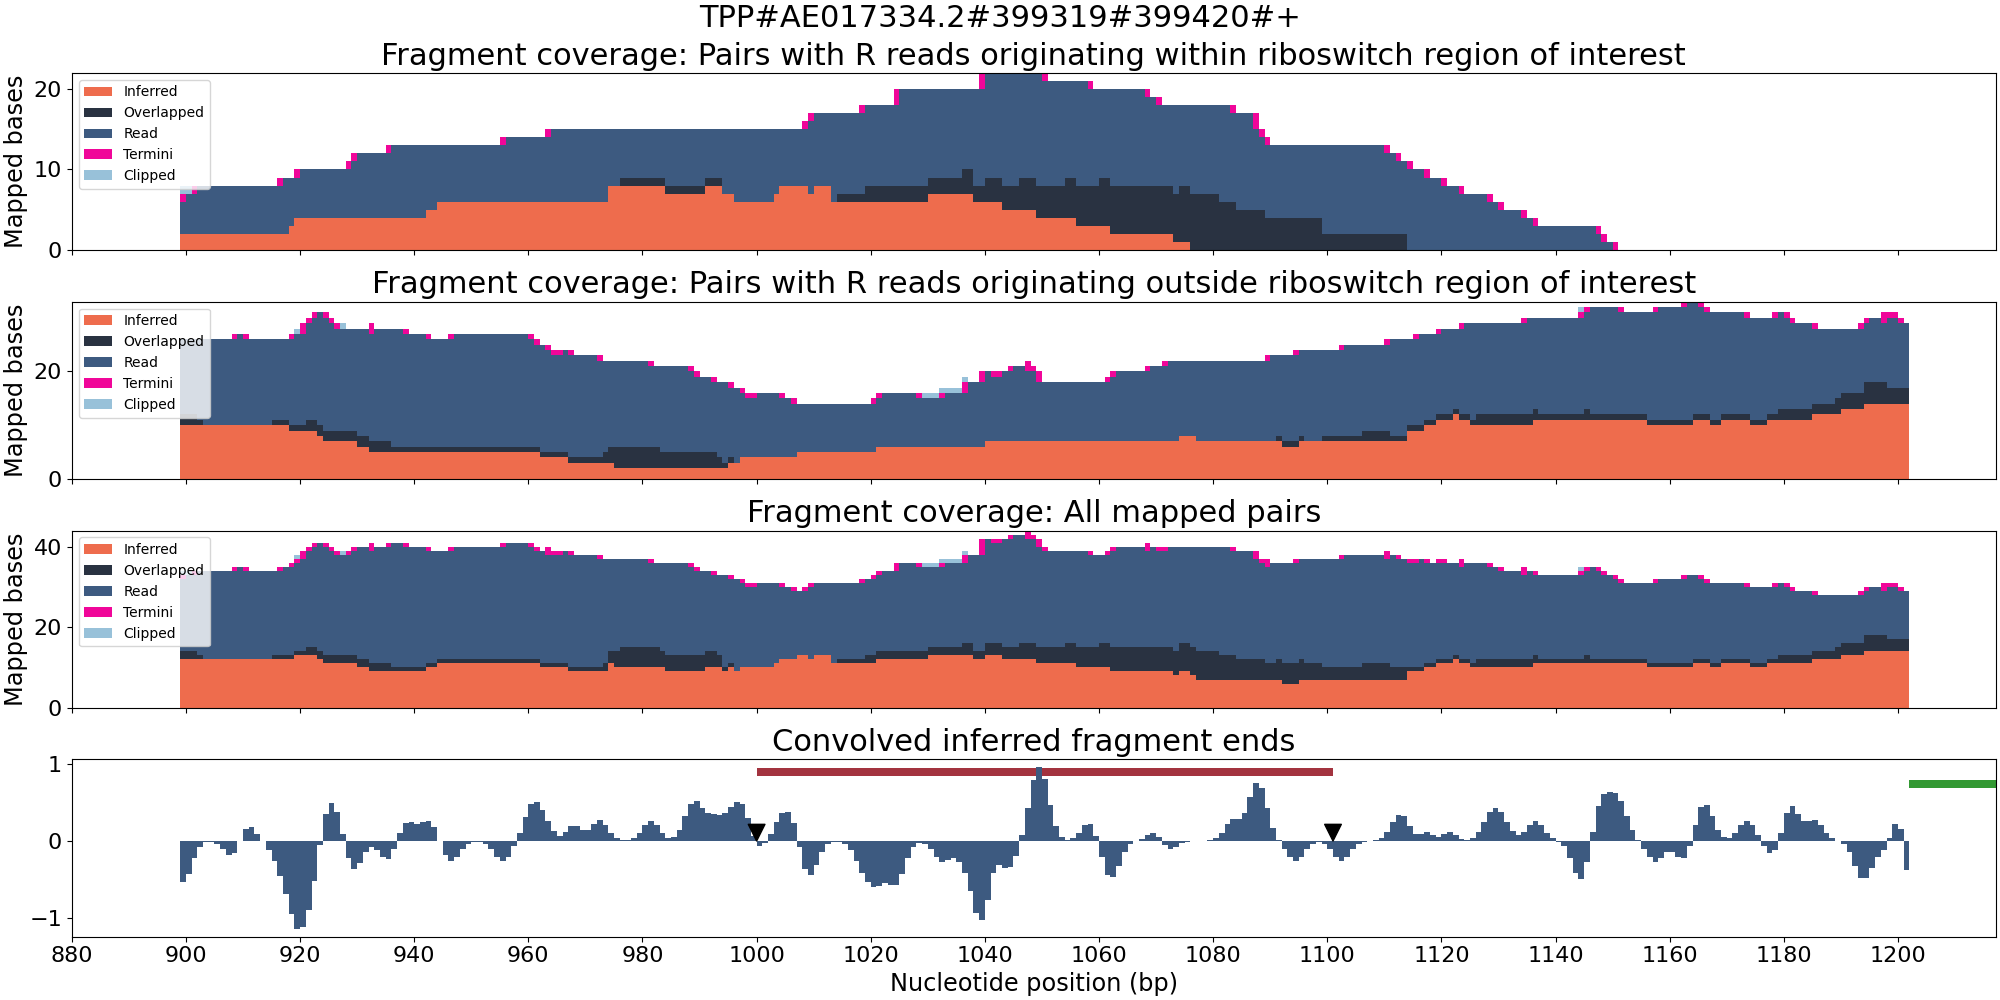 TPP#AE017334.2#399319#399420#+
Fragment coverage: Pairs with R reads originating within riboswitch region of interest
Mapped bases
20
10
0
Inferred
Overlapped
Read
Termini
Clipped
Fragment coverage: Pairs with R reads originating outside riboswitch region of interest
Mapped bases
20
0
Inferred
Overlapped
Read
Termini
Clipped
Fragment coverage: All mapped pairs
Mapped bases
40
20
0
Inferred
Overlapped
Read
Termini
Clipped
Convolved inferred fragment ends
1
0
−1
880 900 920 940 960 980 1000 1020 1040 1060 1080 1100 1120 1140 1160 1180 1200
Nucleotide position (bp)